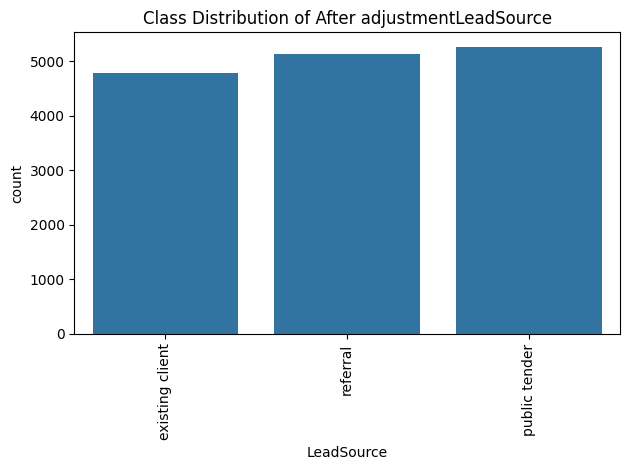 Class Distribution of After adjustmentLeadSource
5000
4000
3000
2000
1000
0
count
existing client
referral
public tender
LeadSource